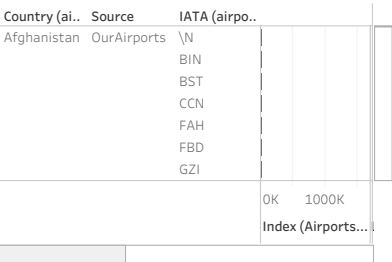 Country (ai.. Source IATA (airpo..
Afghanistan OurAirports \N
BIN
BST
CCN
FAH
FBD
GZI
0K 1000K
Index (Airports...